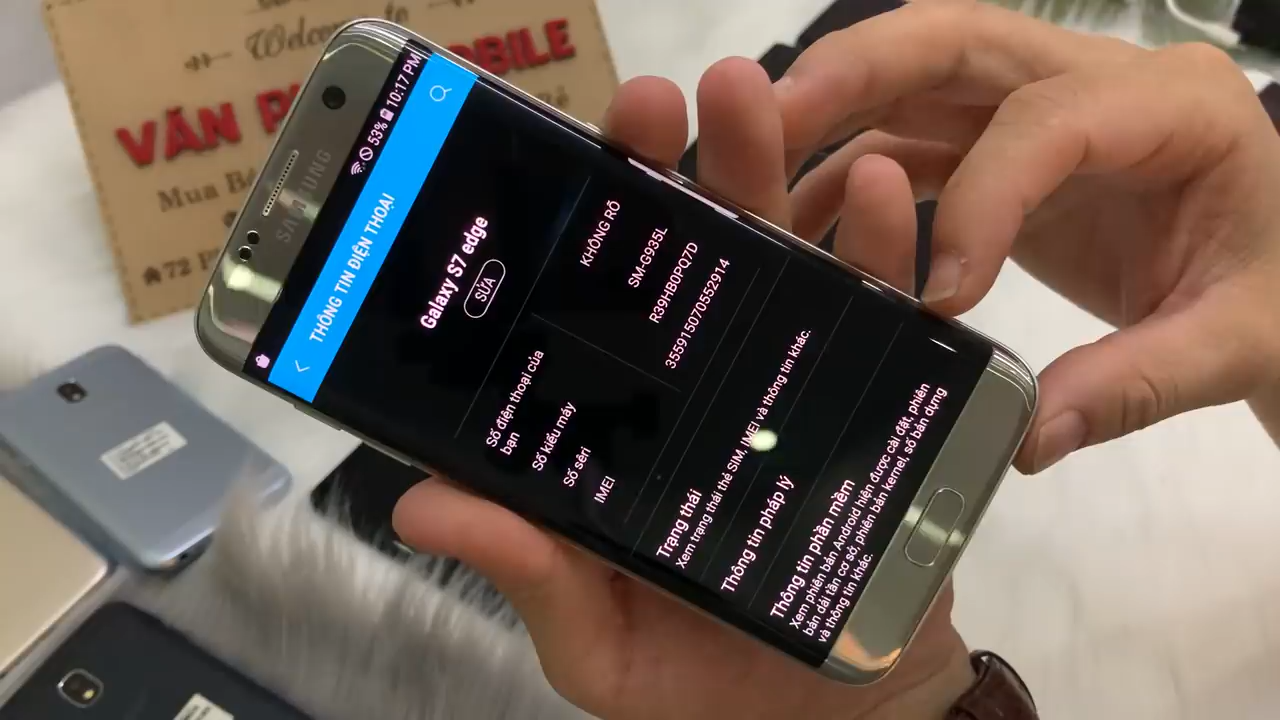 Welcome to
VĂN
MOBILE
Mua
72
SAMSUNG
53% 10:17 PM
THÔNG TIN ĐIỆN THOẠI
Galaxy S7 edge
SỬA
Số điện thoại của bạn
KHÔNG RÕ
Số kiểu máy
SM-G935L
Số sêri
R39HB0PQ7D
IMEI
355915070552914
Trạng thái
Xem trạng thái thẻ SIM, IMEI và thông tin khác.
Thông tin pháp lý
Thông tin phần mềm
Xem phiên bản Android hiện được cài đặt, phiên
bản dải tần cơ sở, phiên bản kernel, số bản dựng
và thông tin khác.